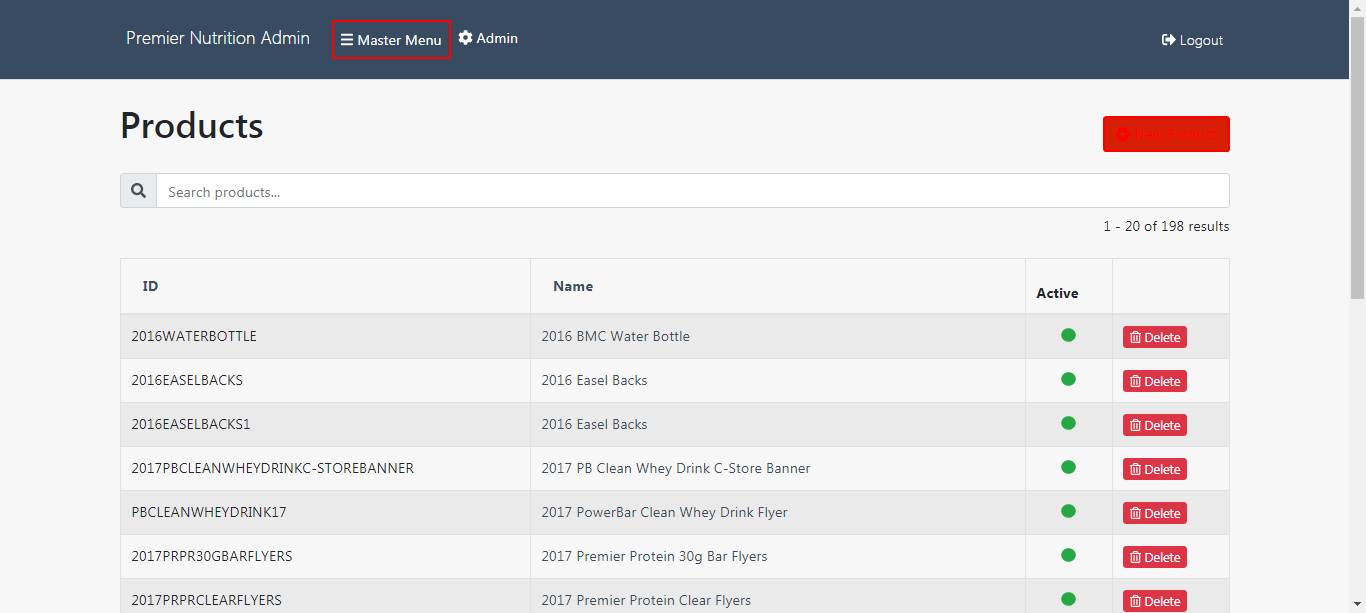 Premier Nutrition Admin Master Menu Admin Logout
Products
Search products...
1 - 20 of 198 results
ID Name Active
2016WATERBOTTLE 2016 BMC Water Bottle Delete
2016EASELBACKS 2016 Easel Backs Delete
2016EASELBACKS1 2016 Easel Backs Delete
2017PBCLEANWHEYDRINKC-STOREBANNER 2017 PB Clean Whey Drink C-Store Banner Delete
PBCLEANWHEYDRINK17 2017 PowerBar Clean Whey Drink Flyer Delete
2017PRPR30GBARFLYERS 2017 Premier Protein 30g Bar Flyers Delete
2017PRPRCLEARFLYERS 2017 Premier Protein Clear Flyers Delete